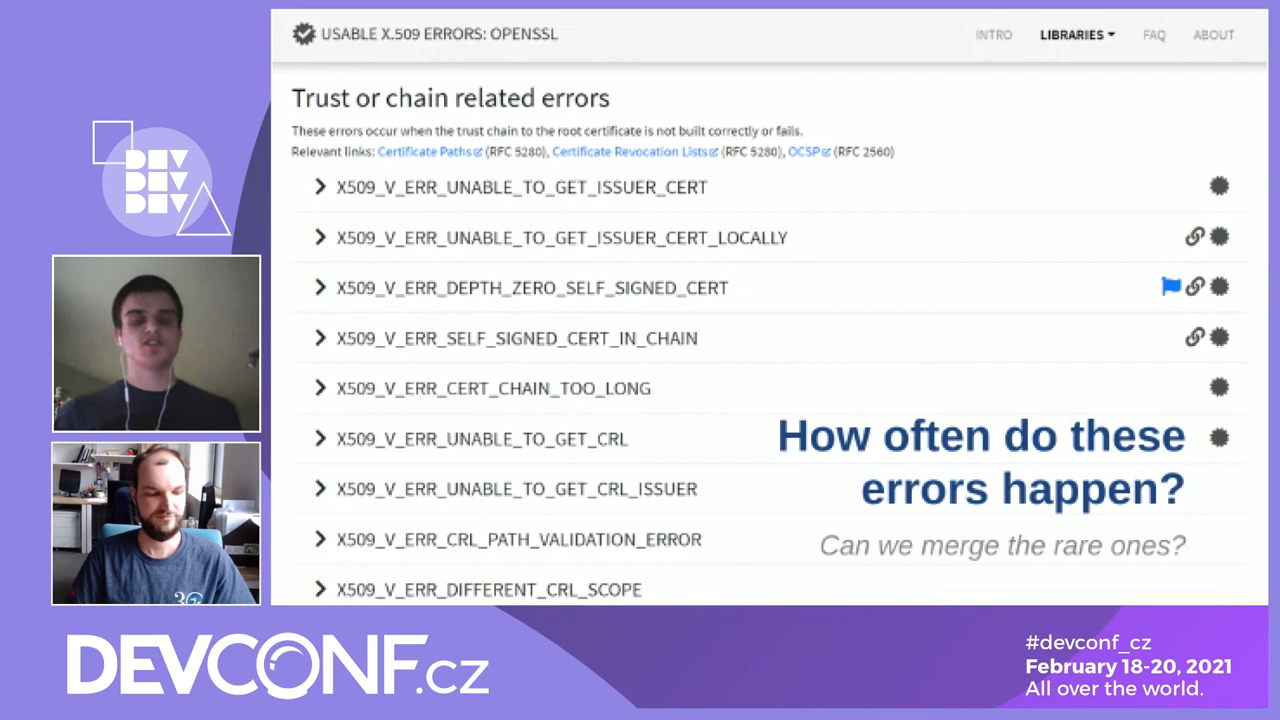 USABLE X.509 ERRORS: OPENSSL
INTRO
LIBRARIES
FAQ
ABOUT
Trust or chain related errors
These errors occur when the trust chain to the root certificate is not built correctly or fails.
Relevant links: Certificate Paths (RFC 5280), Certificate Revocation Lists (RFC 5280), OCSP (RFC 2560)
X509_V_ERR_UNABLE_TO_GET_ISSUER_CERT
X509_V_ERR_UNABLE_TO_GET_ISSUER_CERT_LOCALLY
X509_V_ERR_DEPTH_ZERO_SELF_SIGNED_CERT
X509_V_ERR_SELF_SIGNED_CERT_IN_CHAIN
X509_V_ERR_CERT_CHAIN_TOO_LONG
X509_V_ERR_UNABLE_TO_GET_CRL
X509_V_ERR_UNABLE_TO_GET_CRL_ISSUER
X509_V_ERR_CRL_PATH_VALIDATION_ERROR
X509_V_ERR_DIFFERENT_CRL_SCOPE
How often do these
errors happen?
Can we merge the rare ones?
DEV
DEV
DEV
DEVCONF.cz
#devconf_cz
February 18-20, 2021
All over the world.